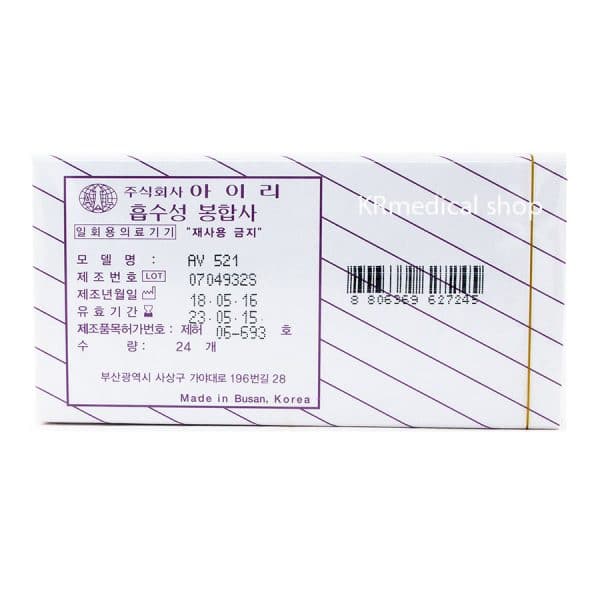 KRmedical shop
주식회사 아이리
흡수성 봉합사
일회용의료기기 "재사용 금지"
모 델 명 : AV 521
제조번호 LOT 0704932S
제조년월일 18.05.16
유효기간 23.05.15.
제조품목허가번호 : 제허 06-693 호
수 량 : 24 개
부산광역시 사상구 가야대로 196번길 28
Made in Busan, Korea
8 806969 627245